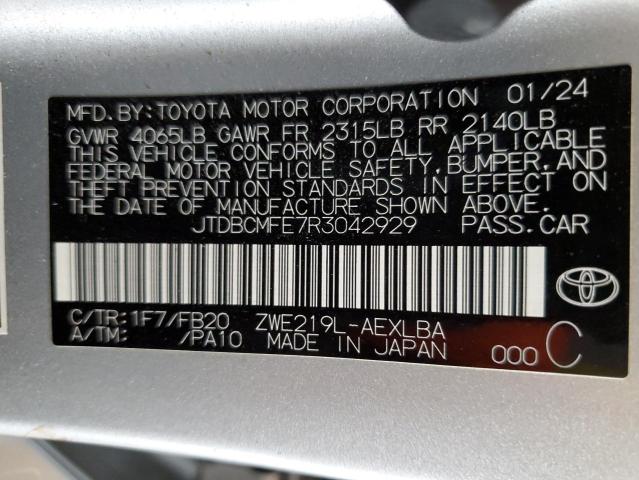 MFD.BY:TOYOTA MOTOR CORPORATION 01/24
GVWR 4065LB GAWR FR 2315LB RR 2140LB
THIS VEHICLE CONFORMS TO ALL APPLICABLE
FEDERAL MOTOR VEHICLE SAFETY,BUMPER,AND
THEFT PREVENTION STANDARDS IN EFFECT ON
THE DATE OF MANUFACTURE SHOWN ABOVE.
JTDBCMFE7R3042929 PASS.CAR
C/TR:1F7/FB20 ZWE219L-AEXLBA
A/TM: /PA10 MADE IN JAPAN 000 C